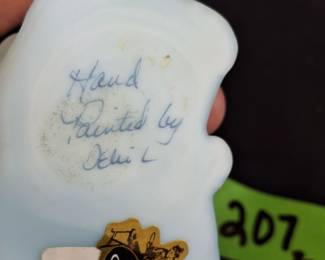 Hand
Painted by
Debi L
207